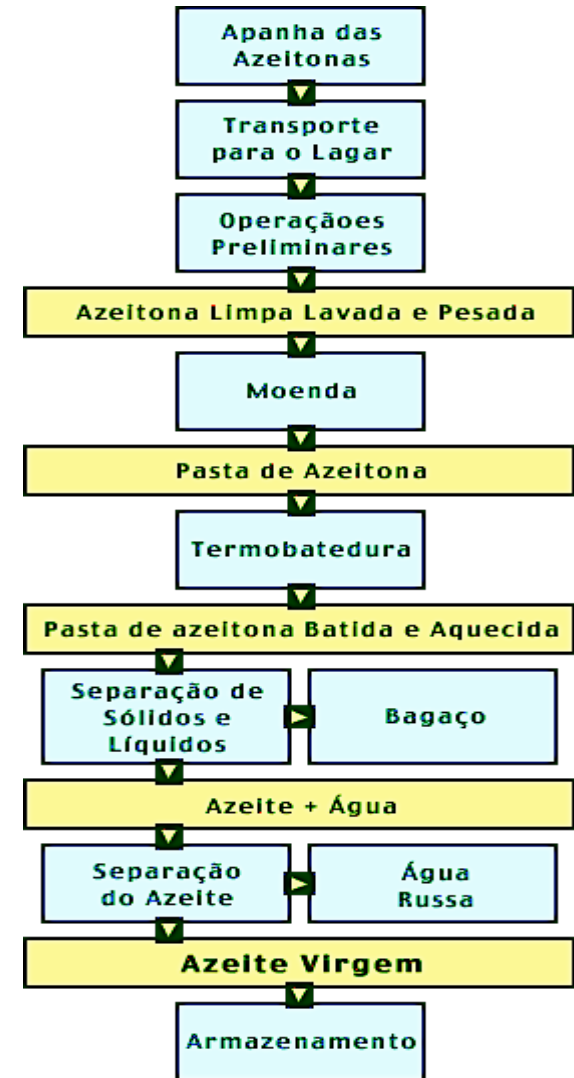 Apanha das
Azeitonas
Transporte
para o Lagar
Operaçãoes
Preliminares
Azeitona Limpa Lavada e Pesada
Moenda
Pasta de Azeitona
Termobatedura
Pasta de azeitona Batida e Aquecida
Separação de
Sólidos e
Líquidos
Bagaço
Azeite + Água
Separação
do Azeite
Água
Russa
Azeite Virgem
Armazenamento